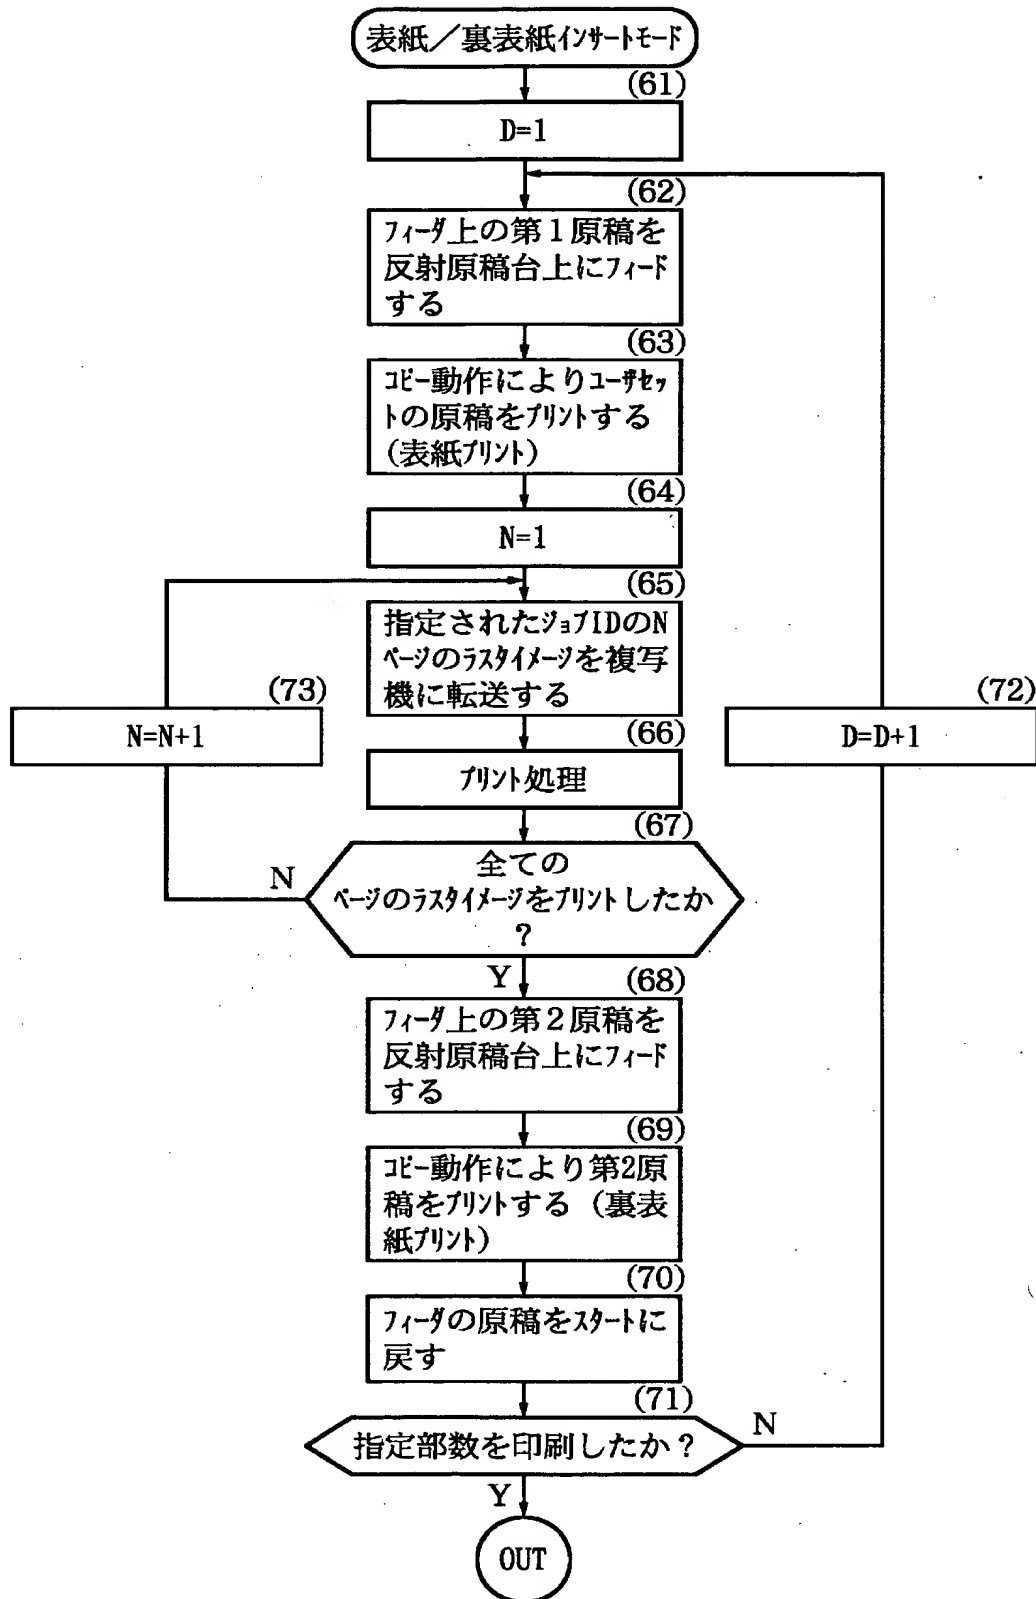 表紙／裏表紙インサートモード
(61)
D=1
(62)
フィーダ上の第１原稿を
反射原稿台上にフィード
する
(63)
コピー動作によりユーザセッ
トの原稿をプリントする
（表紙プリント）
(64)
N=1
(65)
指定されたジョブIDのN
ページのラスタイメージを複写
機に転送する
(73)
N=N+1
(72)
D=D+1
(66)
プリント処理
(67)
全ての
ページのラスタイメージをプリントしたか
？
N
Y
(68)
フィーダ上の第２原稿を
反射原稿台上にフィード
する
(69)
コピー動作により第2原
稿をプリントする（裏表
紙プリント）
(70)
フィーダの原稿をスタートに
戻す
(71)
指定部数を印刷したか？
N
Y
OUT